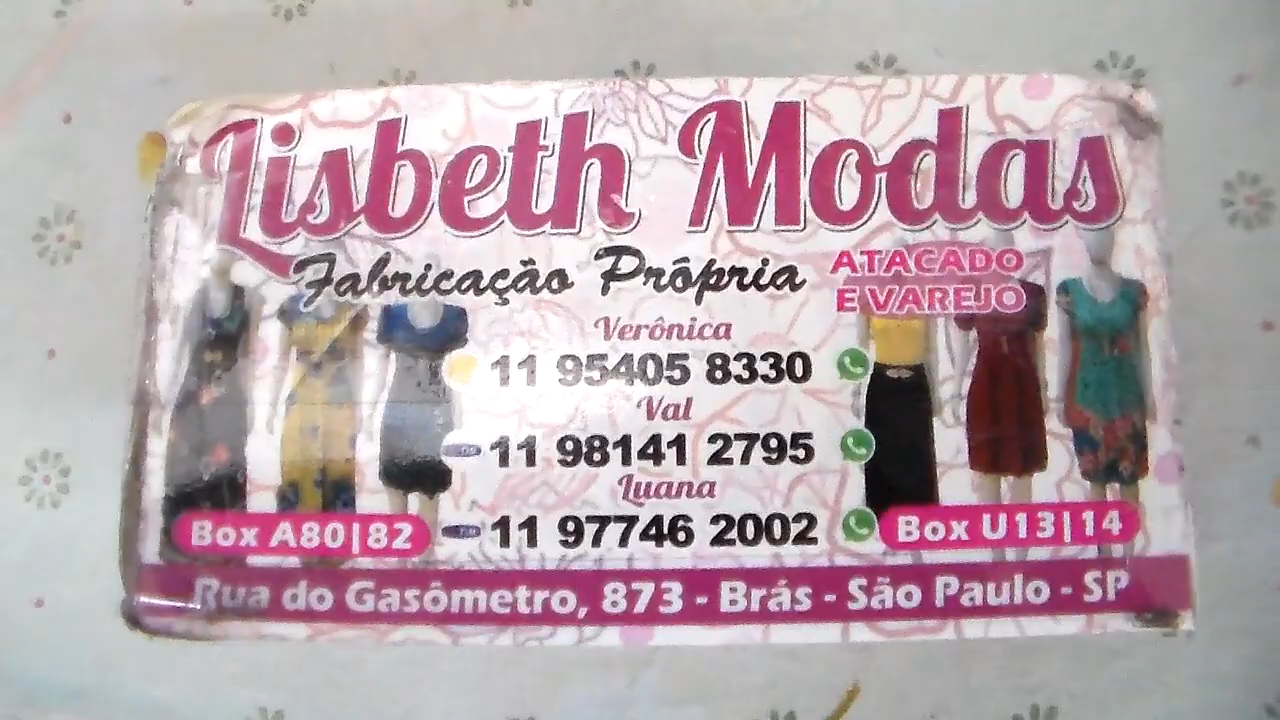 Lisbeth Modas
Fabricação Própria
ATACADO
E VAREJO
Verônica
11 95405 8330
Val
11 98141 2795
Luana
11 97746 2002
Box A80|82
Box U13|14
Rua do Gasômetro, 873 - Brás - São Paulo - SP